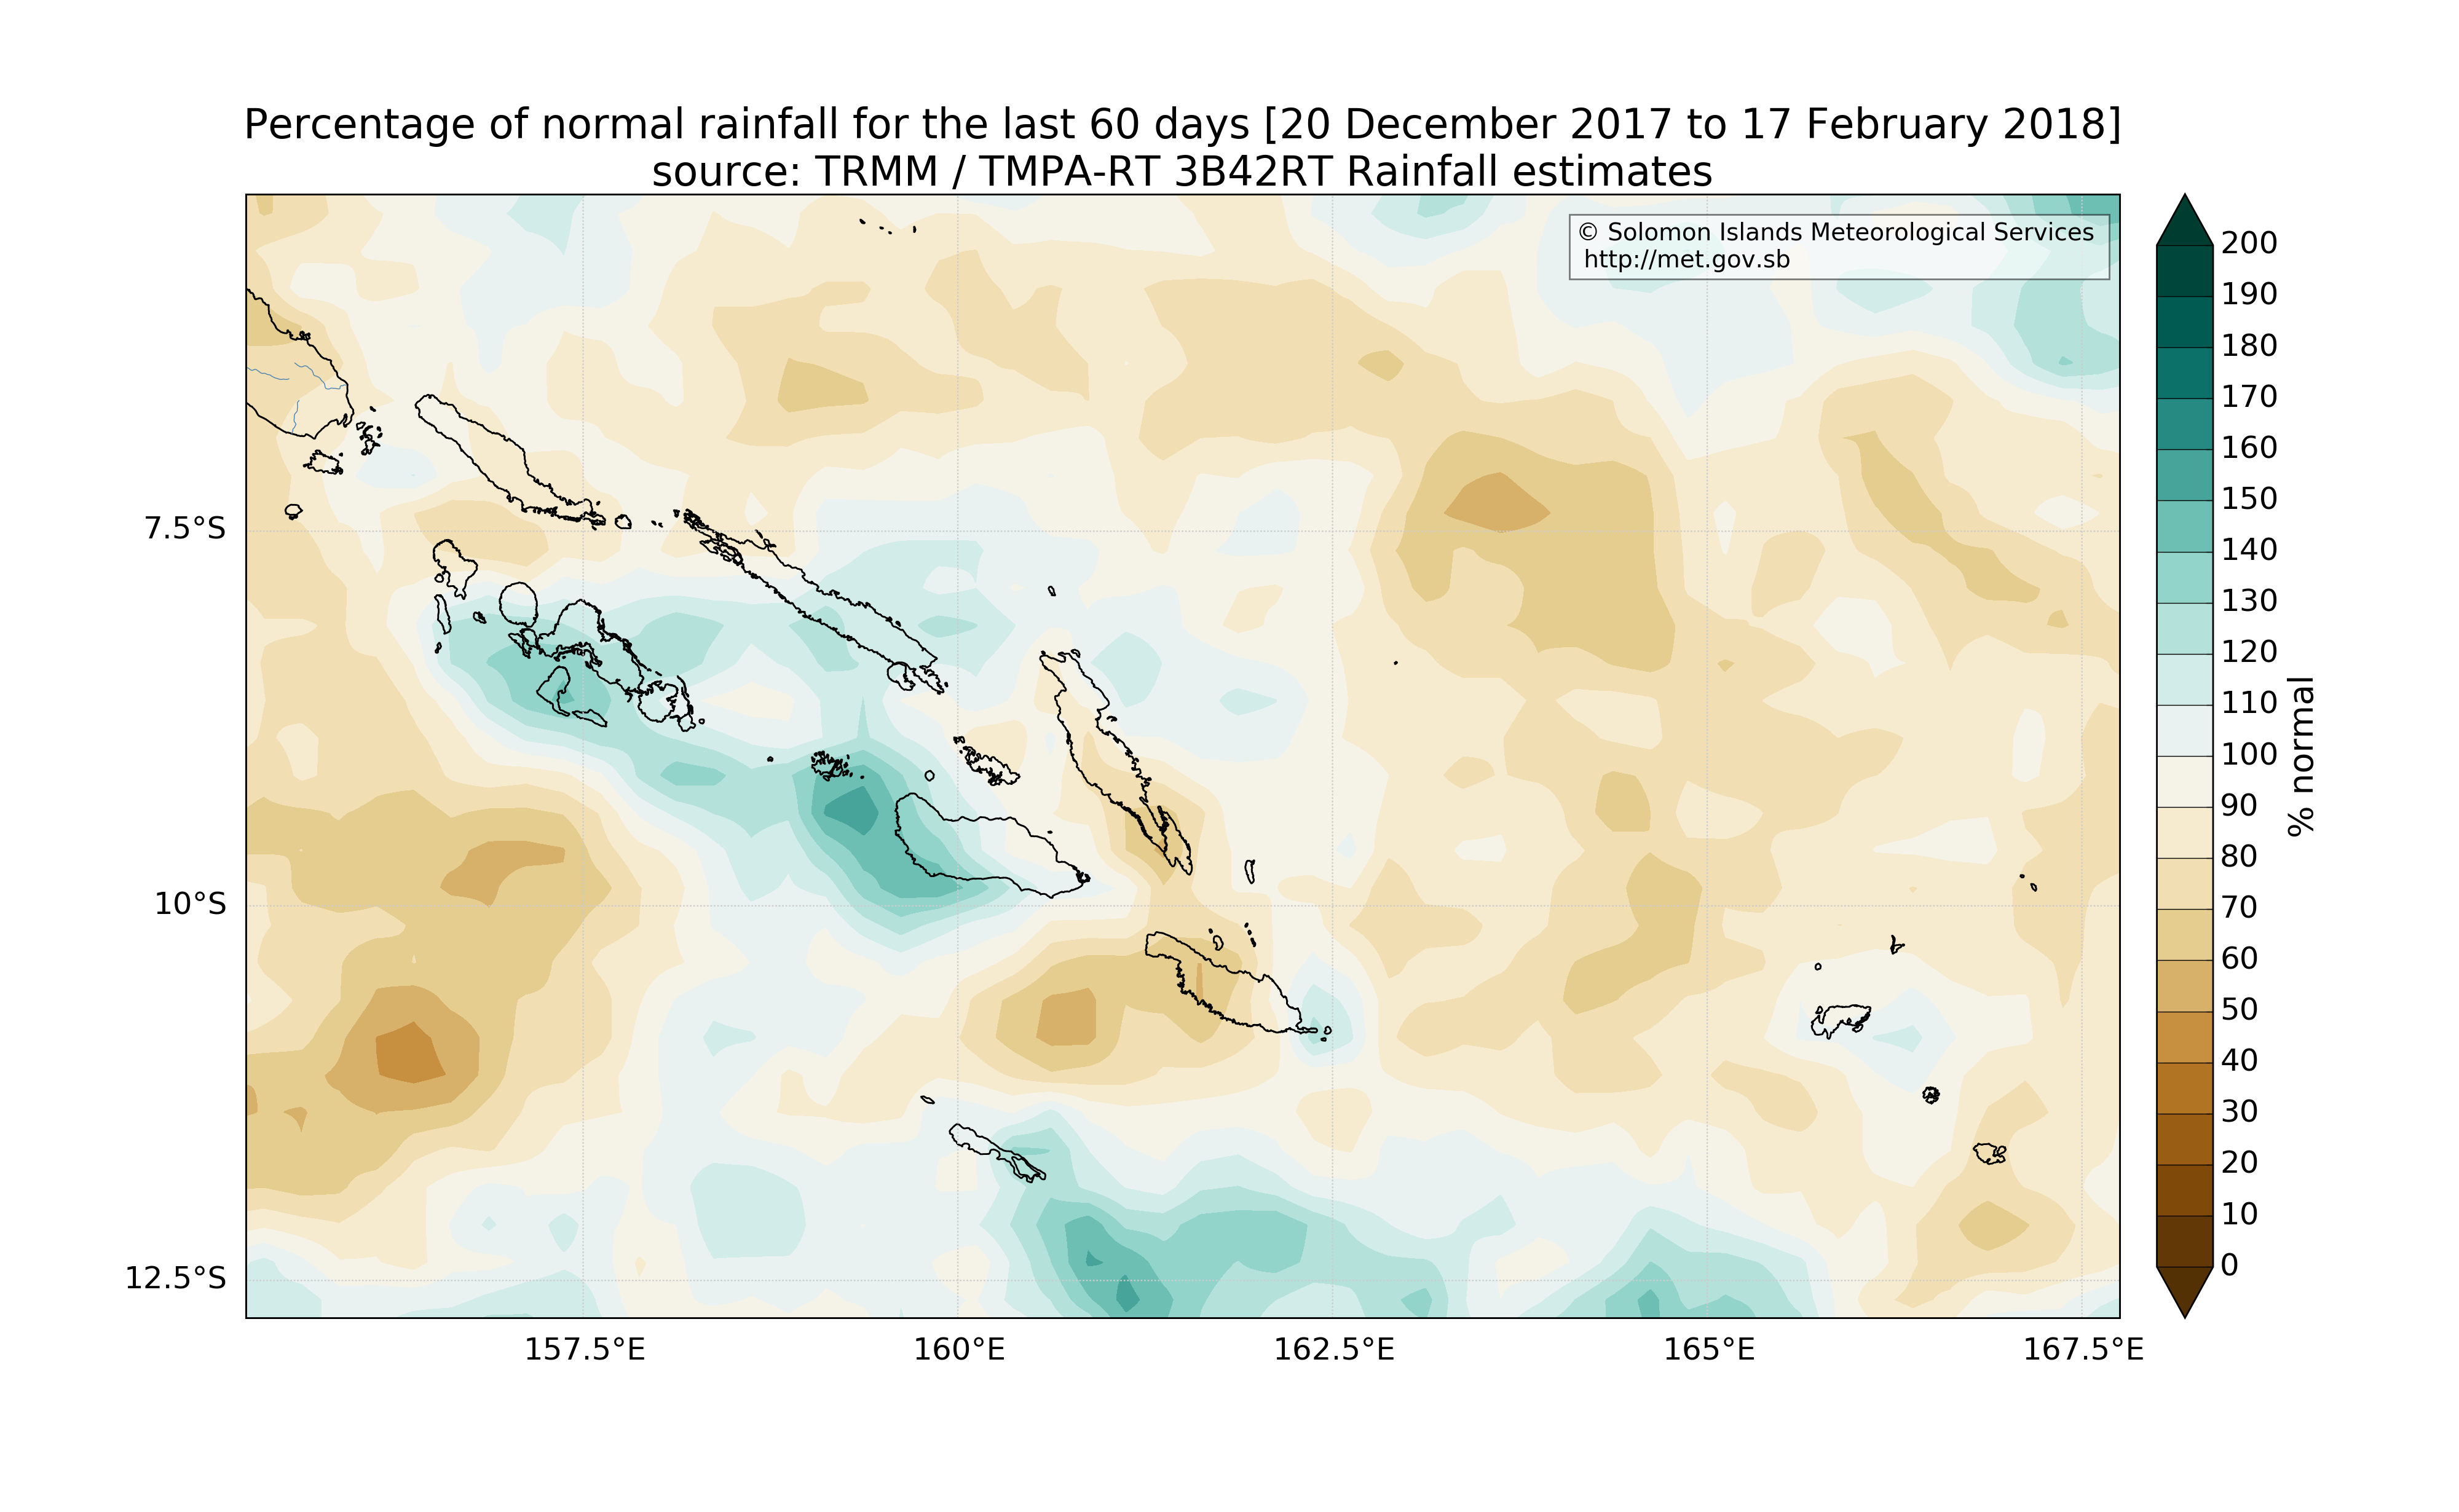 Percentage of normal rainfall for the last 60 days [20 December 2017 to 17 February 2018]
source: TRMM / TMPA-RT 3B42RT Rainfall estimates
© Solomon Islands Meteorological Services
http://met.gov.sb
7.5°S
10°S
12.5°S
157.5°E
160°E
162.5°E
165°E
167.5°E
200
190
180
170
160
150
140
130
120
110
100
90
80
70
60
50
40
30
20
10
0
% normal